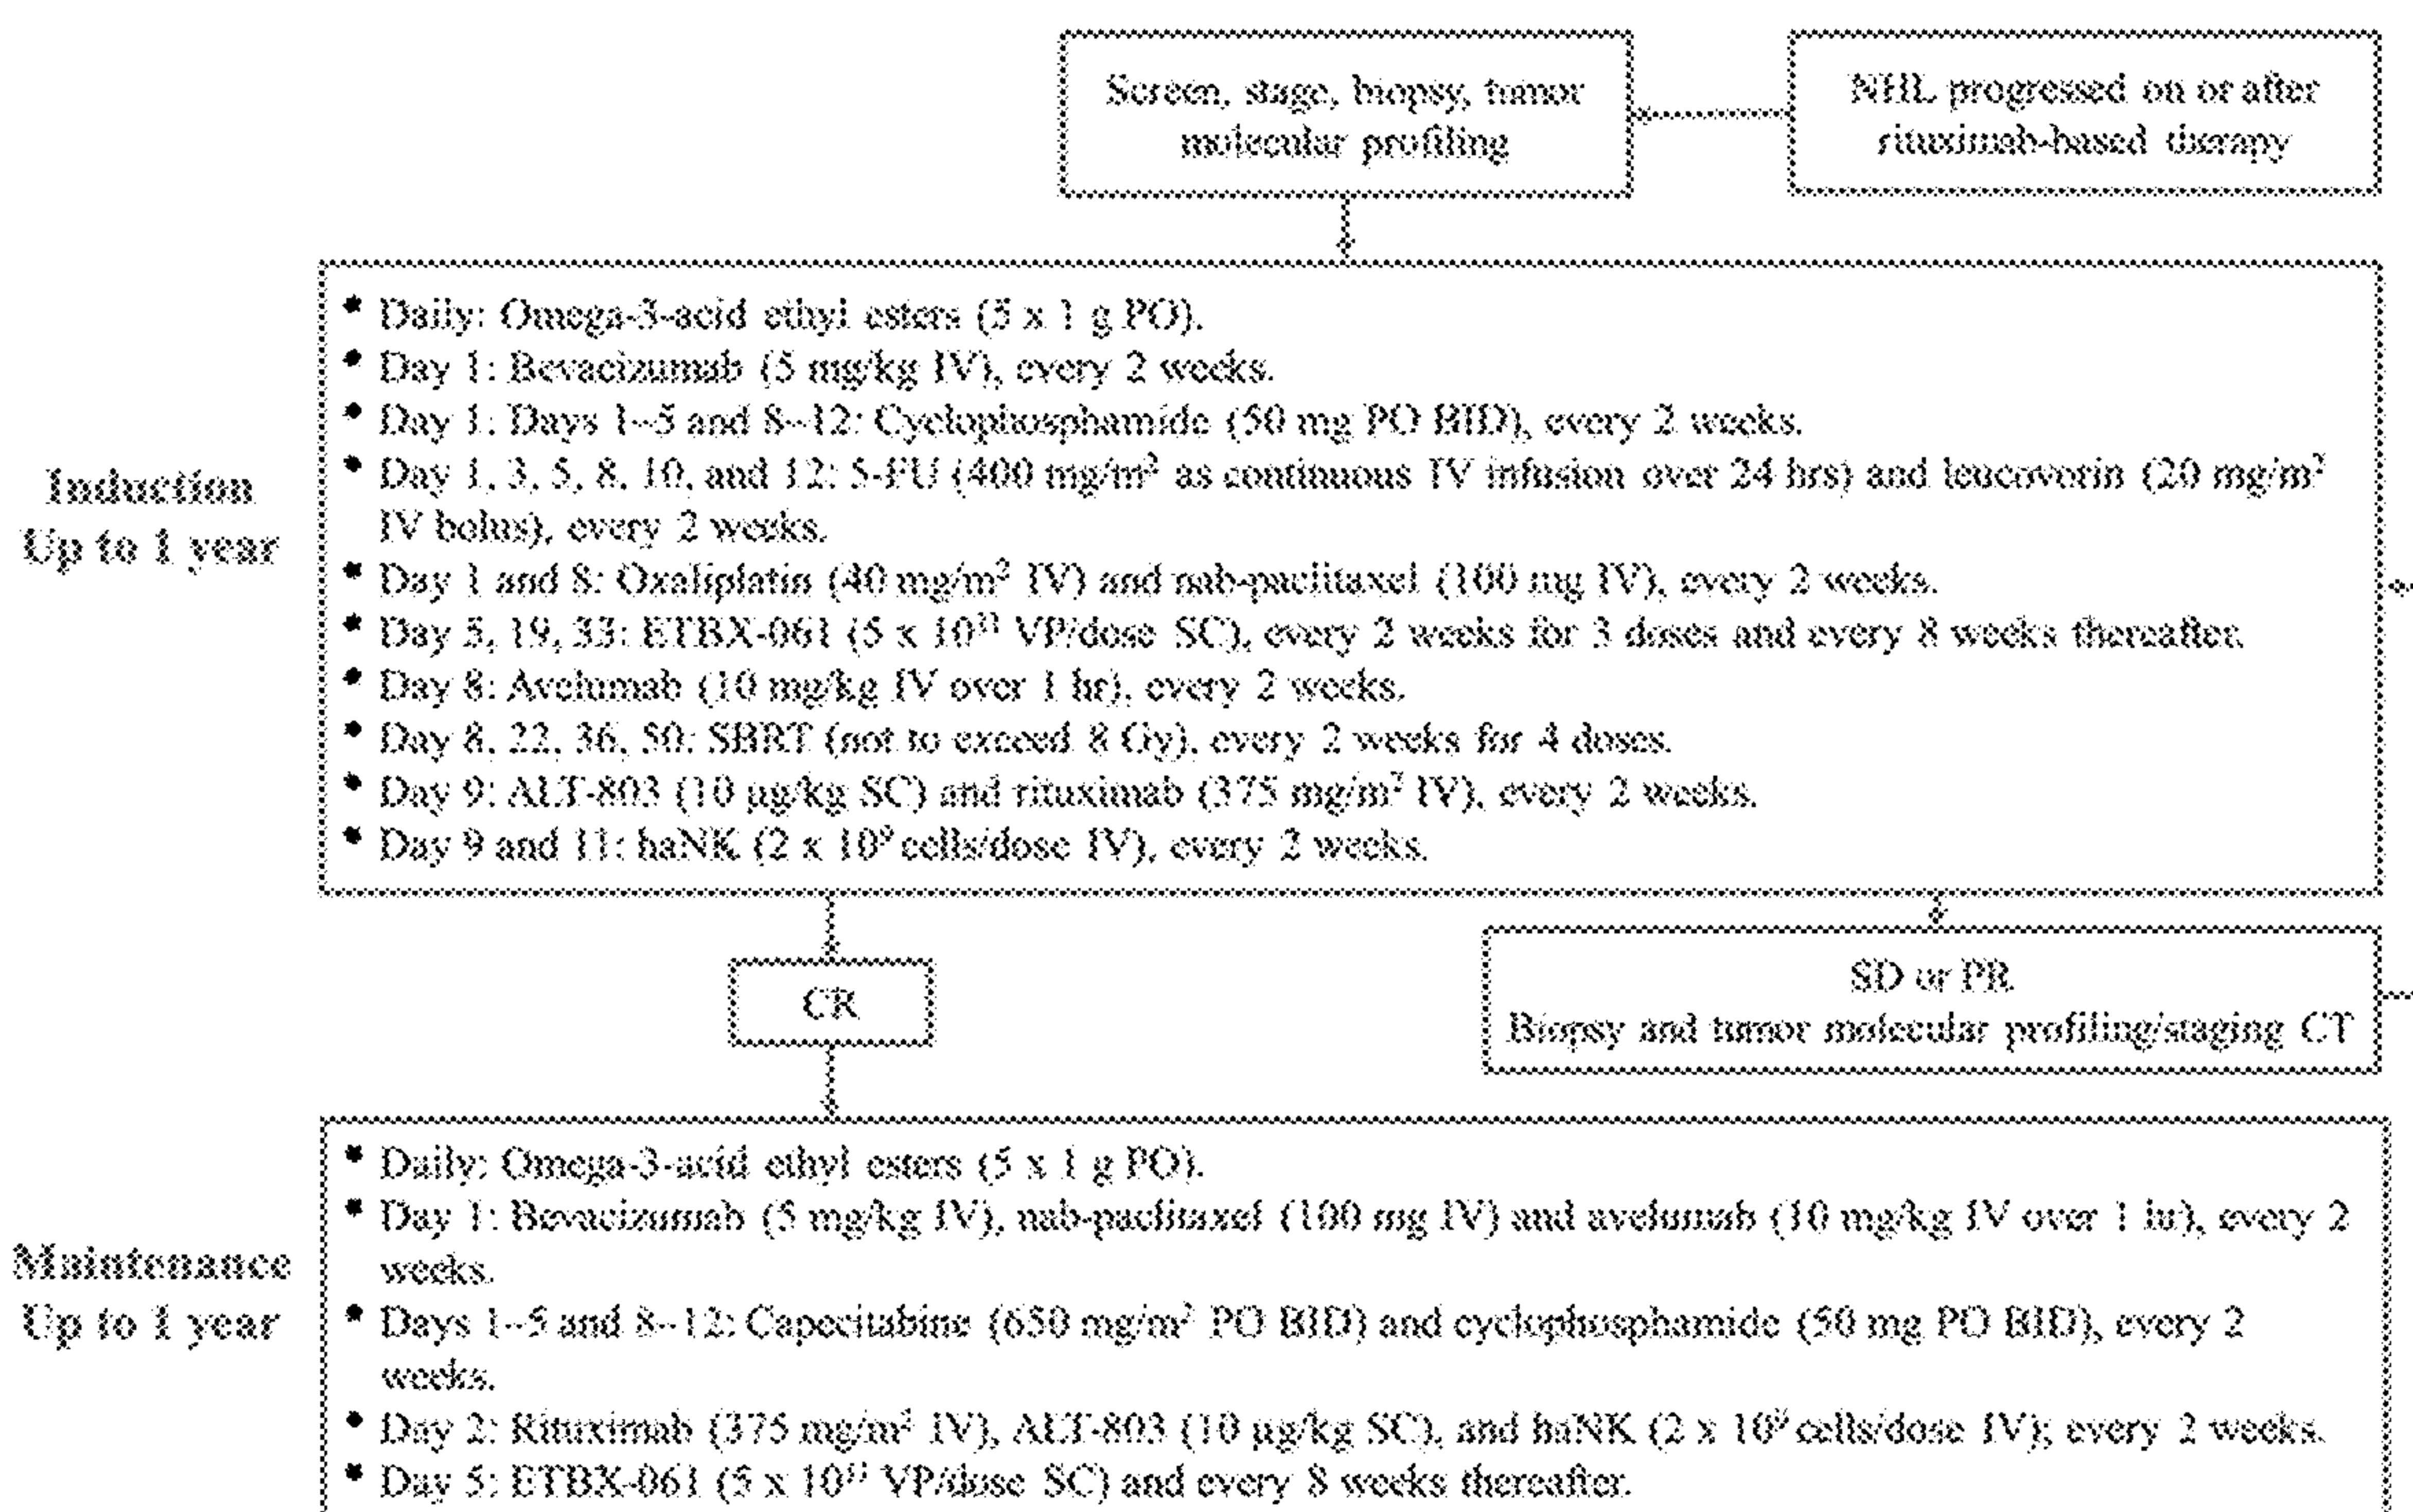 Screen, stage, biopsy, tumor
molecular profiling
NHL progressed on or after
rituximab-based therapy
Induction
Up to 1 year
• Daily: Omega-3-acid ethyl esters (5 x 1 g PO).
• Day 1: Bevacizumab (5 mg/kg IV), every 2 weeks.
• Day 1: Days 1–5 and 8–12: Cyclophosphamide (50 mg PO BID), every 2 weeks.
• Day 1, 3, 5, 8, 10, and 12: 5-FU (400 mg/m² as continuous IV infusion over 24 hrs) and leucovorin (20 mg/m²
IV bolus), every 2 weeks.
• Day 1 and 8: Oxaliplatin (40 mg/m² IV) and nab-paclitaxel (100 mg IV), every 2 weeks.
• Day 5, 19, 33: ETBX-061 (5 x 10¹¹ VP/dose SC), every 2 weeks for 3 doses and every 8 weeks thereafter.
• Day 8: Avelumab (10 mg/kg IV over 1 hr), every 2 weeks.
• Day 8, 22, 36, 50: SBRT (not to exceed 8 Gy), every 2 weeks for 4 doses.
• Day 9: ALT-803 (10 µg/kg SC) and rituximab (375 mg/m² IV), every 2 weeks.
• Day 9 and 11: haNK (2 x 10⁹ cells/dose IV), every 2 weeks.
CR
SD or PR
Biopsy and tumor molecular profiling/staging CT
Maintenance
Up to 1 year
• Daily: Omega-3-acid ethyl esters (5 x 1 g PO).
• Day 1: Bevacizumab (5 mg/kg IV), nab-paclitaxel (100 mg IV) and avelumab (10 mg/kg IV over 1 hr), every 2
weeks.
• Days 1–5 and 8–12: Capecitabine (650 mg/m² PO BID) and cyclophosphamide (50 mg PO BID), every 2
weeks.
• Day 2: Rituximab (375 mg/m² IV), ALT-803 (10 µg/kg SC), and haNK (2 x 10⁹ cells/dose IV); every 2 weeks.
• Day 5: ETBX-061 (5 x 10¹¹ VP/dose SC) and every 8 weeks thereafter.